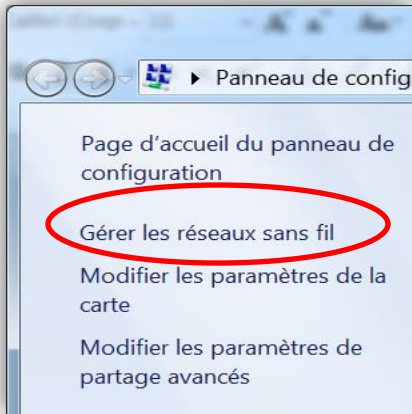 Panneau de config
Page d'accueil du panneau de
configuration
Gérer les réseaux sans fil
Modifier les paramètres de la
carte
Modifier les paramètres de
partage avancés